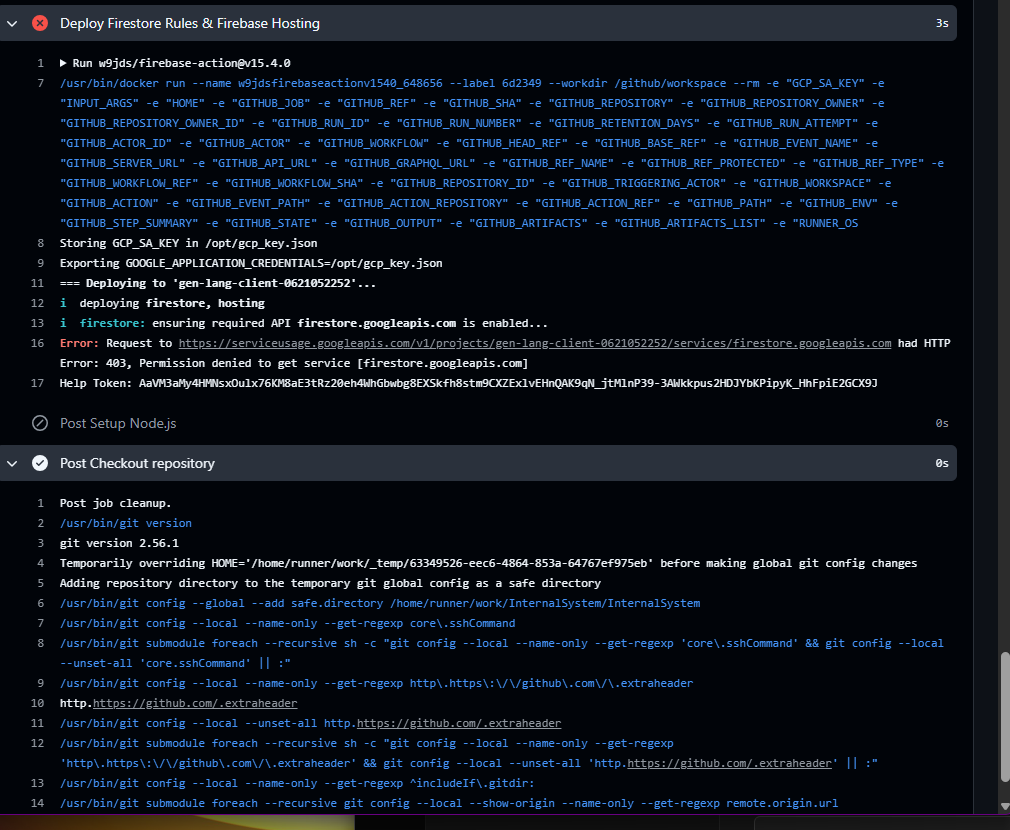 Deploy Firestore Rules & Firebase Hosting 3s
1 ▶ Run w9jds/firebase-action@v15.4.0
7 /usr/bin/docker run --name w9jdsfirebaseactionv1540_648656 --label 6d2349 --workdir /github/workspace --rm -e "GCP_SA_KEY" -e
"INPUT_ARGS" -e "HOME" -e "GITHUB_JOB" -e "GITHUB_REF" -e "GITHUB_SHA" -e "GITHUB_REPOSITORY" -e "GITHUB_REPOSITORY_OWNER" -e
"GITHUB_REPOSITORY_OWNER_ID" -e "GITHUB_RUN_ID" -e "GITHUB_RUN_NUMBER" -e "GITHUB_RETENTION_DAYS" -e "GITHUB_RUN_ATTEMPT" -e
"GITHUB_ACTOR_ID" -e "GITHUB_ACTOR" -e "GITHUB_WORKFLOW" -e "GITHUB_HEAD_REF" -e "GITHUB_BASE_REF" -e "GITHUB_EVENT_NAME" -e
"GITHUB_SERVER_URL" -e "GITHUB_API_URL" -e "GITHUB_GRAPHQL_URL" -e "GITHUB_REF_NAME" -e "GITHUB_REF_PROTECTED" -e "GITHUB_REF_TYPE" -e
"GITHUB_WORKFLOW_REF" -e "GITHUB_WORKFLOW_SHA" -e "GITHUB_REPOSITORY_ID" -e "GITHUB_TRIGGERING_ACTOR" -e "GITHUB_WORKSPACE" -e
"GITHUB_ACTION" -e "GITHUB_EVENT_PATH" -e "GITHUB_ACTION_REPOSITORY" -e "GITHUB_ACTION_REF" -e "GITHUB_PATH" -e "GITHUB_ENV" -e
"GITHUB_STEP_SUMMARY" -e "GITHUB_STATE" -e "GITHUB_OUTPUT" -e "GITHUB_ARTIFACTS" -e "GITHUB_ARTIFACTS_LIST" -e "RUNNER_OS
8 Storing GCP_SA_KEY in /opt/gcp_key.json
9 Exporting GOOGLE_APPLICATION_CREDENTIALS=/opt/gcp_key.json
11 === Deploying to 'gen-lang-client-0621052252'...
12 i deploying firestore, hosting
13 i firestore: ensuring required API firestore.googleapis.com is enabled...
16 Error: Request to https://serviceusage.googleapis.com/v1/projects/gen-lang-client-0621052252/services/firestore.googleapis.com had HTTP
Error: 403, Permission denied to get service [firestore.googleapis.com]
17 Help Token: AaVM3aMy4HMNsxOulx76KM8aE3tRz20eh4WhGbwbg8EXSkfh8stm9CXZExlvEHnQAK9qN_jtMlnP39-3AWkkpus2HDJYbKPipyK_HhFpiE2GCX9J
Post Setup Node.js 0s
Post Checkout repository 0s
1 Post job cleanup.
2 /usr/bin/git version
3 git version 2.56.1
4 Temporarily overriding HOME='/home/runner/work/_temp/63349526-eec6-4864-853a-64767ef975eb' before making global git config changes
5 Adding repository directory to the temporary git global config as a safe directory
6 /usr/bin/git config --global --add safe.directory /home/runner/work/InternalSystem/InternalSystem
7 /usr/bin/git config --local --name-only --get-regexp core\.sshCommand
8 /usr/bin/git submodule foreach --recursive sh -c "git config --local --name-only --get-regexp 'core\.sshCommand' && git config --local
--unset-all 'core.sshCommand' || :"
9 /usr/bin/git config --local --name-only --get-regexp http\.https\:\/\/github\.com\/\.extraheader
10 http.https://github.com/.extraheader
11 /usr/bin/git config --local --unset-all http.https://github.com/.extraheader
12 /usr/bin/git submodule foreach --recursive sh -c "git config --local --name-only --get-regexp
'http\.https\:\/\/github\.com\/\.extraheader' && git config --local --unset-all 'http.https://github.com/.extraheader' || :"
13 /usr/bin/git config --local --name-only --get-regexp ^includeIf\.gitdir:
14 /usr/bin/git submodule foreach --recursive git config --local --show-origin --name-only --get-regexp remote.origin.url